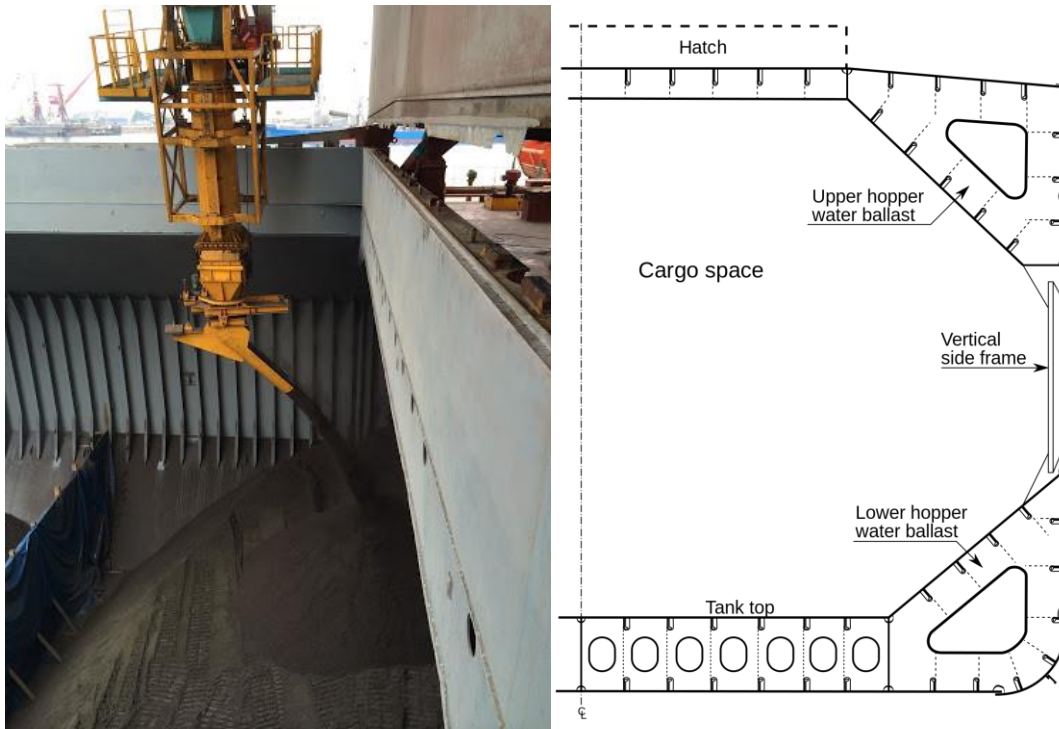 Hatch
Upper hopper
water ballast
Cargo space
Vertical
side frame
Lower hopper
water ballast
Tank top
℄